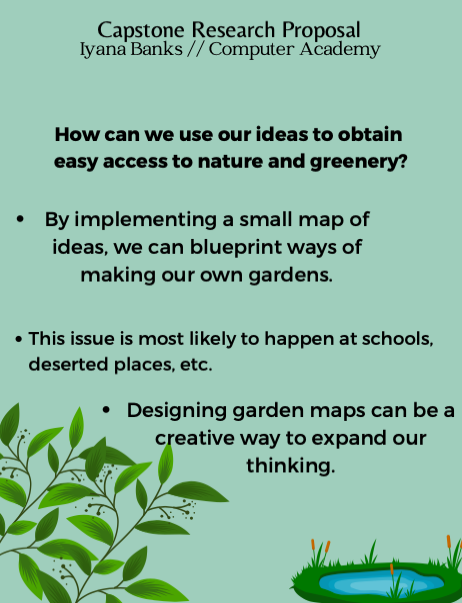 Capstone Research Proposal
Iyana Banks // Computer Academy
How can we use our ideas to obtain
easy access to nature and greenery?
• By implementing a small map of
ideas, we can blueprint ways of
making our own gardens.
• This issue is most likely to happen at schools,
deserted places, etc.
• Designing garden maps can be a
creative way to expand our
thinking.